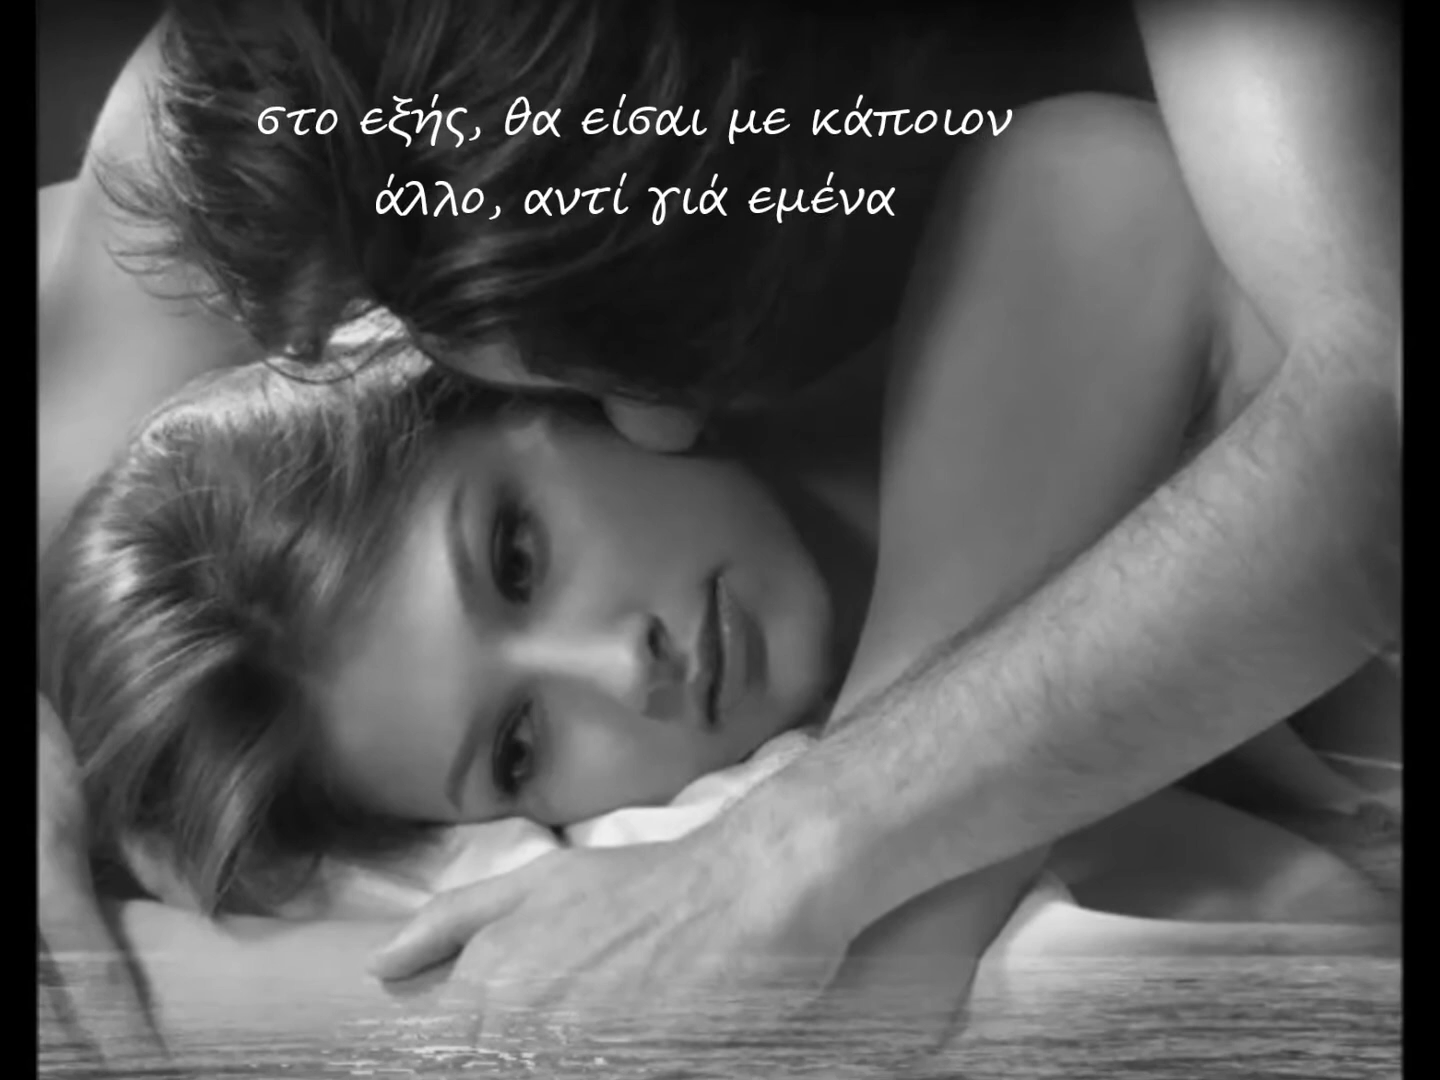 στο εξής, θα είσαι με κάποιον
άλλο, αντί γιά εμένα